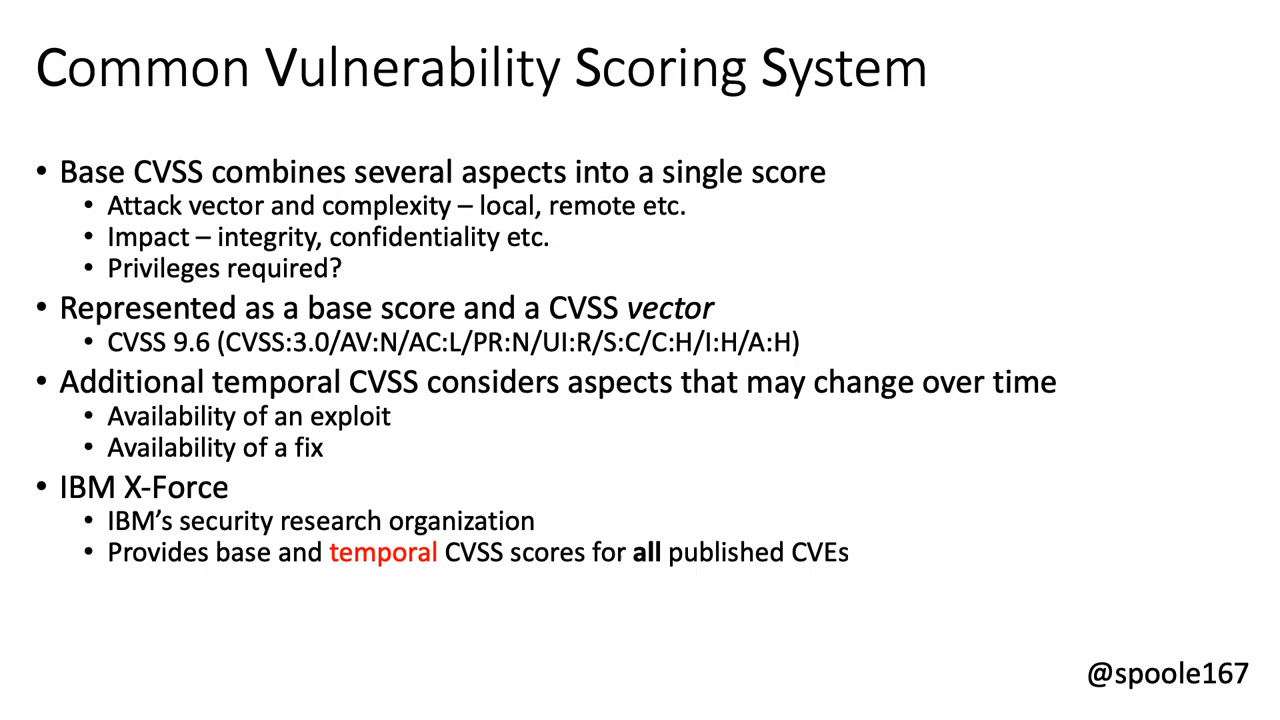 Common Vulnerability Scoring System
• Base CVSS combines several aspects into a single score
• Attack vector and complexity – local, remote etc.
• Impact – integrity, confidentiality etc.
• Privileges required?
• Represented as a base score and a CVSS vector
• CVSS 9.6 (CVSS:3.0/AV:N/AC:L/PR:N/UI:R/S:C/C:H/I:H/A:H)
• Additional temporal CVSS considers aspects that may change over time
• Availability of an exploit
• Availability of a fix
• IBM X-Force
• IBM’s security research organization
• Provides base and temporal CVSS scores for all published CVEs
@spoole167